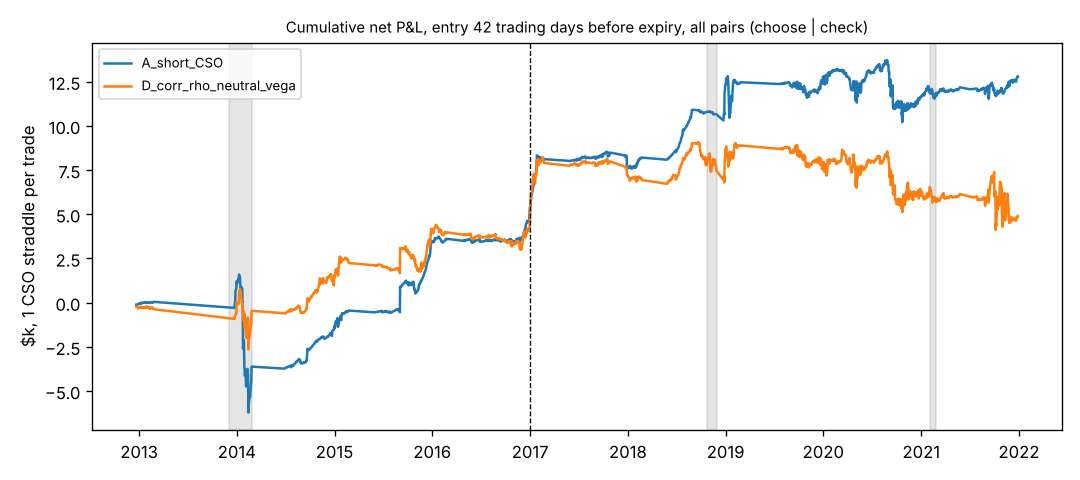 Cumulative net P&L, entry 42 trading days before expiry, all pairs (choose | check)
A_short_CSO
D_corr_rho_neutral_vega
$k, 1 CSO straddle per trade
12.5
10.0
7.5
5.0
2.5
0.0
−2.5
−5.0
2013 2014 2015 2016 2017 2018 2019 2020 2021 2022